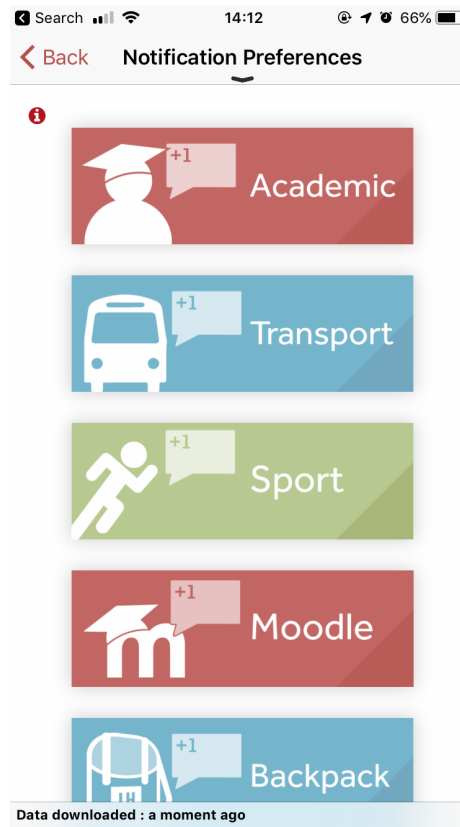 Search 14:12 66%
Back Notification Preferences
+1
Academic
+1
Transport
+1
Sport
+1
m
Moodle
+1
Backpack
Data downloaded : a moment ago